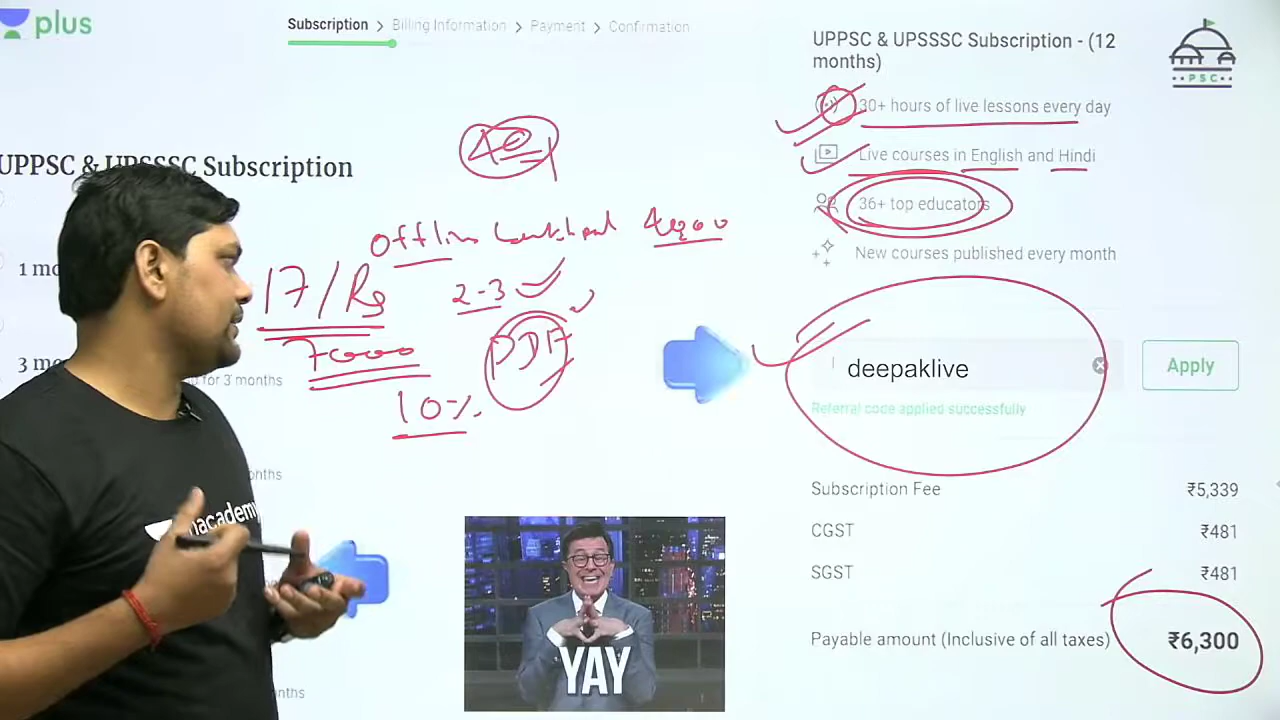 plus
Subscription > Billing Information > Payment > Confirmation
UPPSC & UPSSSC Subscription
1 mo
3 mo
for 3 months
onths
nths
UPPSC & UPSSSC Subscription - (12
months)
PSC
30+ hours of live lessons every day
Live courses in English and Hindi
36+ top educators
New courses published every month
Offline
17/Rs
2-3
7000
PDF
10%
deepaklive
Apply
Referral code applied successfully
Subscription Fee ₹5,339
CGST ₹481
SGST ₹481
Payable amount (Inclusive of all taxes) ₹6,300
unacademy
YAY